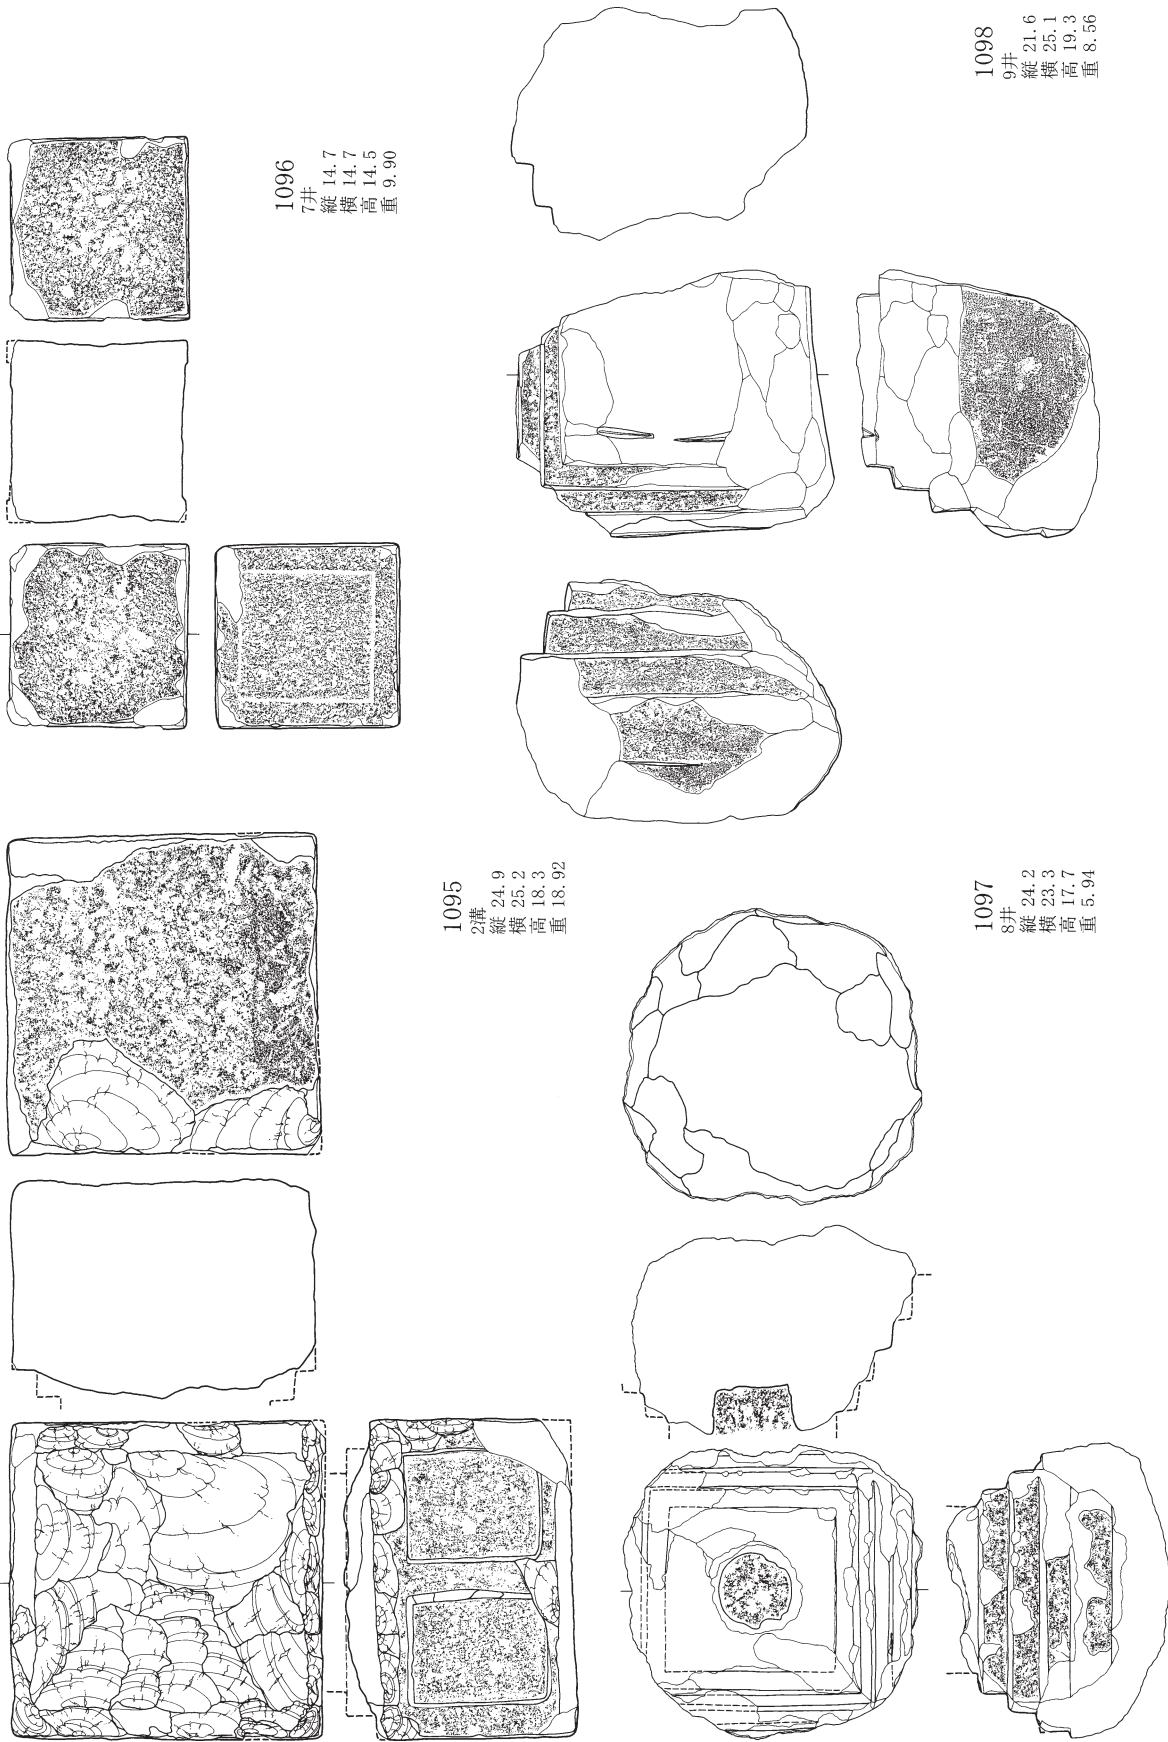 1095
2溝
縦 24.9
横 25.2
高 18.3
重 18.92
1096
7井
縦 14.7
横 14.7
高 14.5
重 9.90
1097
8井
縦 24.2
横 23.3
高 17.7
重 5.94
1098
9井
縦 21.6
横 25.1
高 19.3
重 8.56